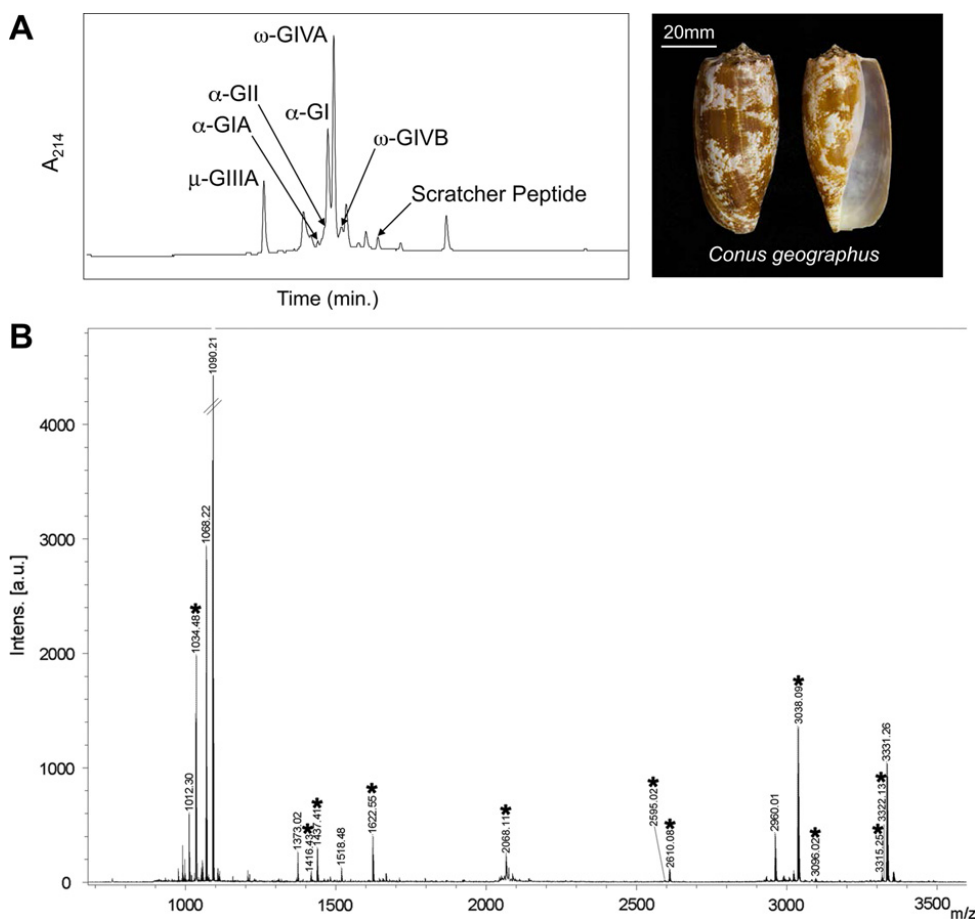 A
ω-GIVA
α-GII
α-GI
α-GIA
ω-GIVB
μ-GIIIA
Scratcher Peptide
A214
Time (min.)
20mm
Conus geographus
B
Intens. [a.u.]
4000
3000
2000
1000
0
1012.30
1034.48*
1068.22
1090.21
1373.02
1416.43*
1437.41*
1518.48
1622.55*
2068.11*
2595.02*
2610.08*
2960.01
3038.09*
3096.02*
3315.25*
3322.13*
3331.26
1000
1500
2000
2500
3000
3500
m/z